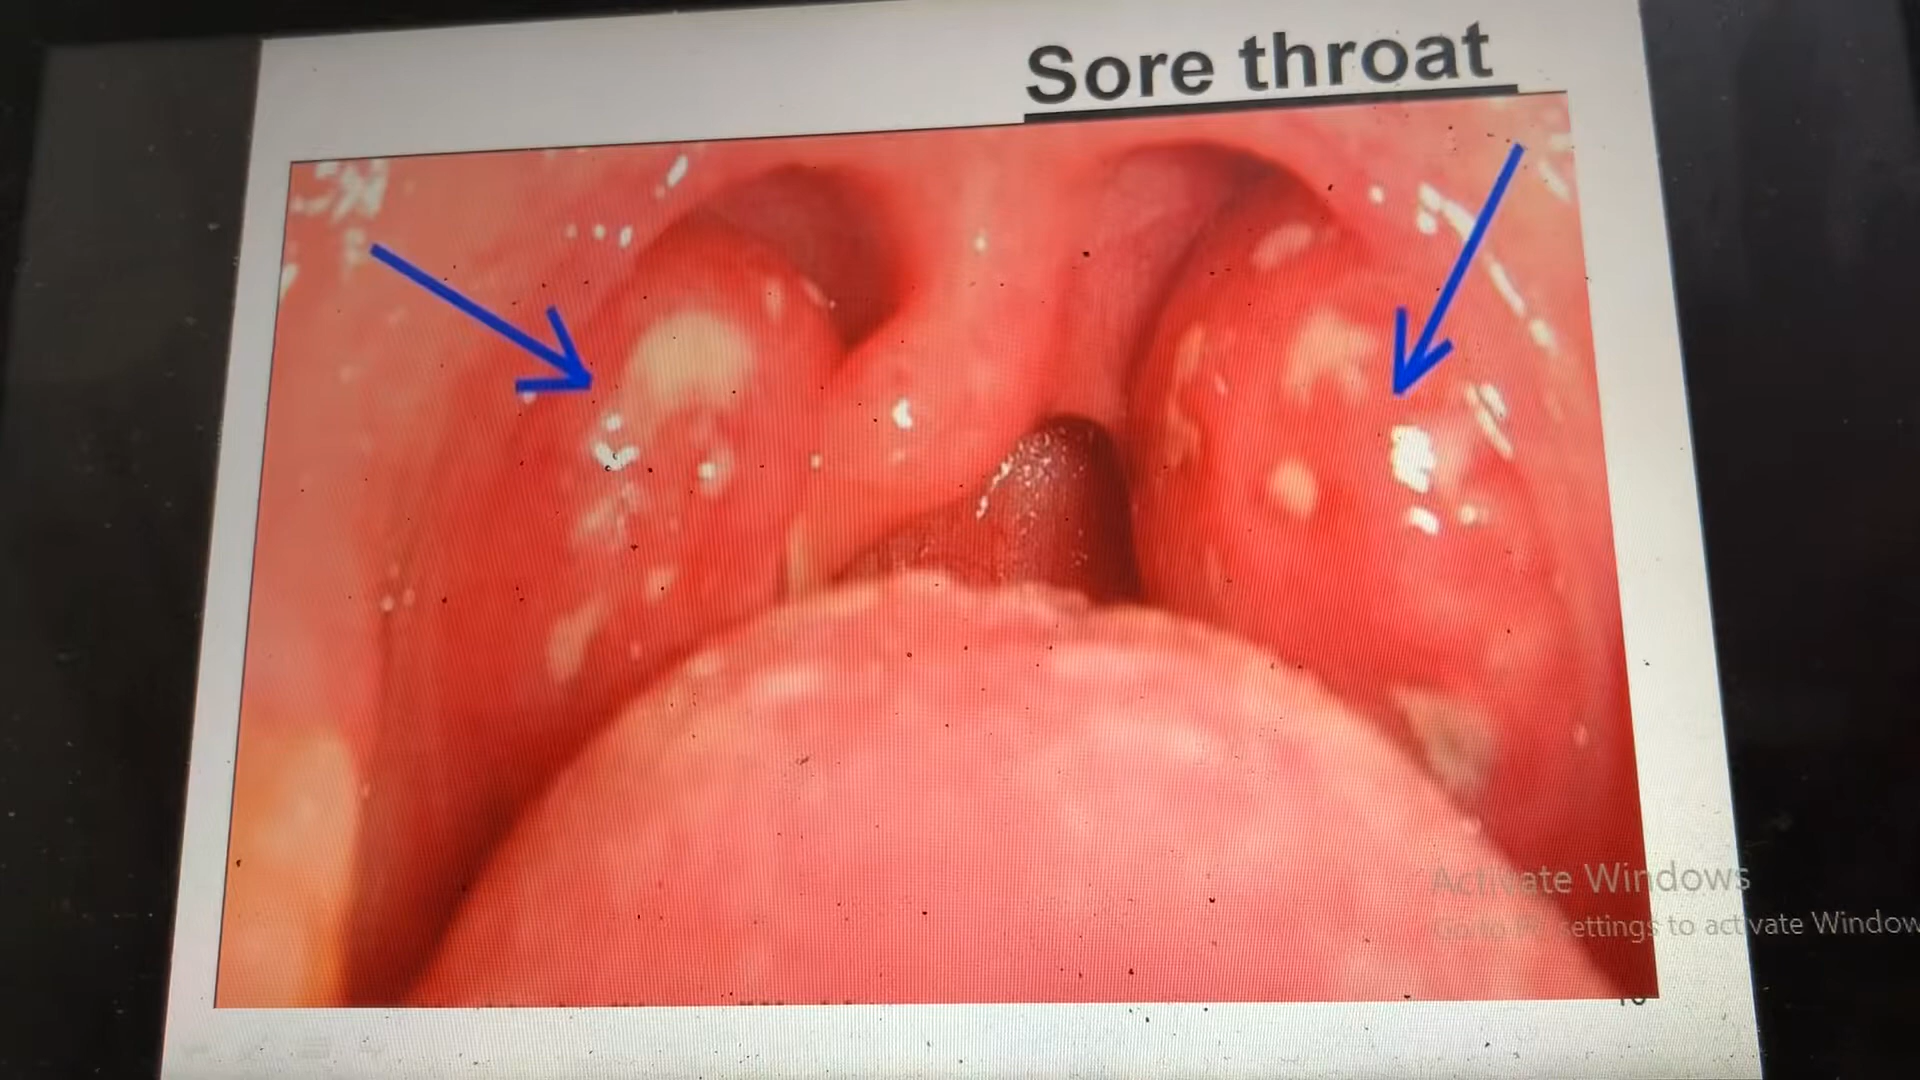 Sore throat
Activate Windows
settings to activate Window